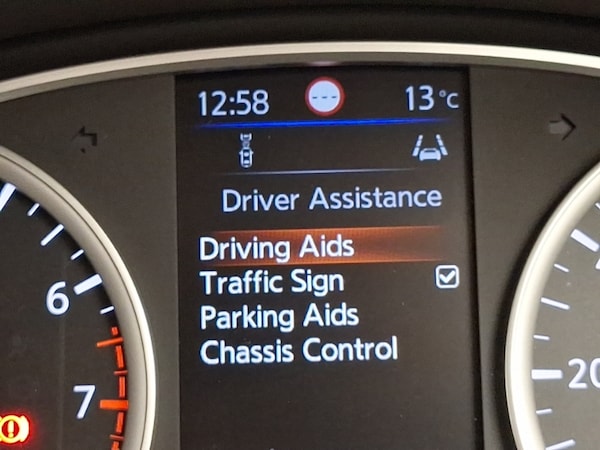 12:58 --- 13°C
Driver Assistance
Driving Aids
Traffic Sign
Parking Aids
Chassis Control
6
7
20